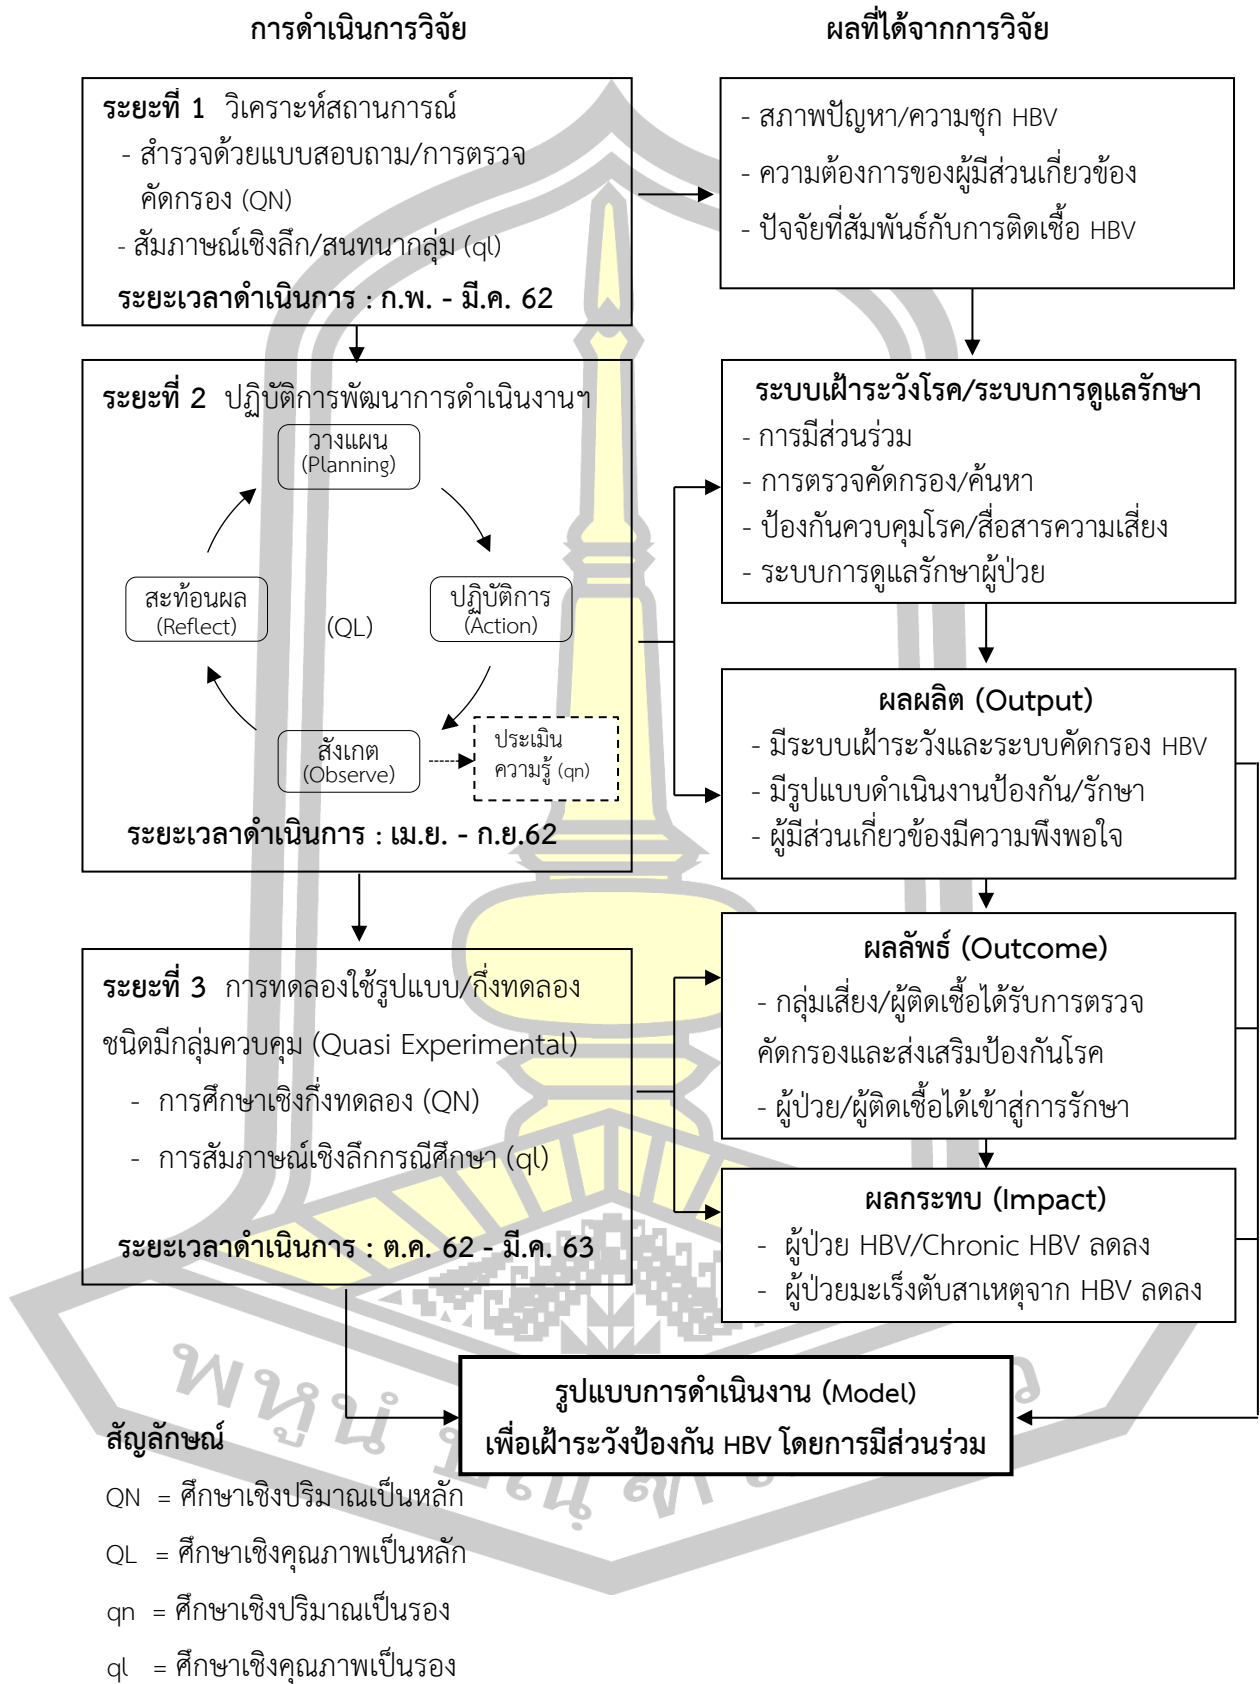 การดำเนินการวิจัย
ผลที่ได้จากการวิจัย
ระยะที่ 1 วิเคราะห์สถานการณ์
- สำรวจด้วยแบบสอบถาม/การตรวจ
คัดกรอง (QN)
- สัมภาษณ์เชิงลึก/สนทนากลุ่ม (ql)
ระยะเวลาดำเนินการ : ก.พ. - มี.ค. 62
- สภาพปัญหา/ความชุก HBV
- ความต้องการของผู้มีส่วนเกี่ยวข้อง
- ปัจจัยที่สัมพันธ์กับการติดเชื้อ HBV
ระยะที่ 2 ปฏิบัติการพัฒนาการดำเนินงานฯ
วางแผน
(Planning)
ปฏิบัติการ
(Action)
สะท้อนผล
(Reflect)
(QL)
สังเกต
(Observe)
ประเมิน
ความรู้ (qn)
ระยะเวลาดำเนินการ : เม.ย. - ก.ย.62
ระบบเฝ้าระวังโรค/ระบบการดูแลรักษา
- การมีส่วนร่วม
- การตรวจคัดกรอง/ค้นหา
- ป้องกันควบคุมโรค/สื่อสารความเสี่ยง
- ระบบการดูแลรักษาผู้ป่วย
ผลผลิต (Output)
- มีระบบเฝ้าระวังและระบบคัดกรอง HBV
- มีรูปแบบดำเนินงานป้องกัน/รักษา
- ผู้มีส่วนเกี่ยวข้องมีความพึงพอใจ
ระยะที่ 3 การทดลองใช้รูปแบบ/กึ่งทดลอง
ชนิดมีกลุ่มควบคุม (Quasi Experimental)
- การศึกษาเชิงกึ่งทดลอง (QN)
- การสัมภาษณ์เชิงลึกกรณีศึกษา (ql)
ระยะเวลาดำเนินการ : ต.ค. 62 - มี.ค. 63
ผลลัพธ์ (Outcome)
- กลุ่มเสี่ยง/ผู้ติดเชื้อได้รับการตรวจ
คัดกรองและส่งเสริมป้องกันโรค
- ผู้ป่วย/ผู้ติดเชื้อได้เข้าสู่การรักษา
ผลกระทบ (Impact)
- ผู้ป่วย HBV/Chronic HBV ลดลง
- ผู้ป่วยมะเร็งตับสาเหตุจาก HBV ลดลง
รูปแบบการดำเนินงาน (Model)
เพื่อเฝ้าระวังป้องกัน HBV โดยการมีส่วนร่วม
สัญลักษณ์
QN = ศึกษาเชิงปริมาณเป็นหลัก
QL = ศึกษาเชิงคุณภาพเป็นหลัก
qn = ศึกษาเชิงปริมาณเป็นรอง
ql = ศึกษาเชิงคุณภาพเป็นรอง
พหูนํ